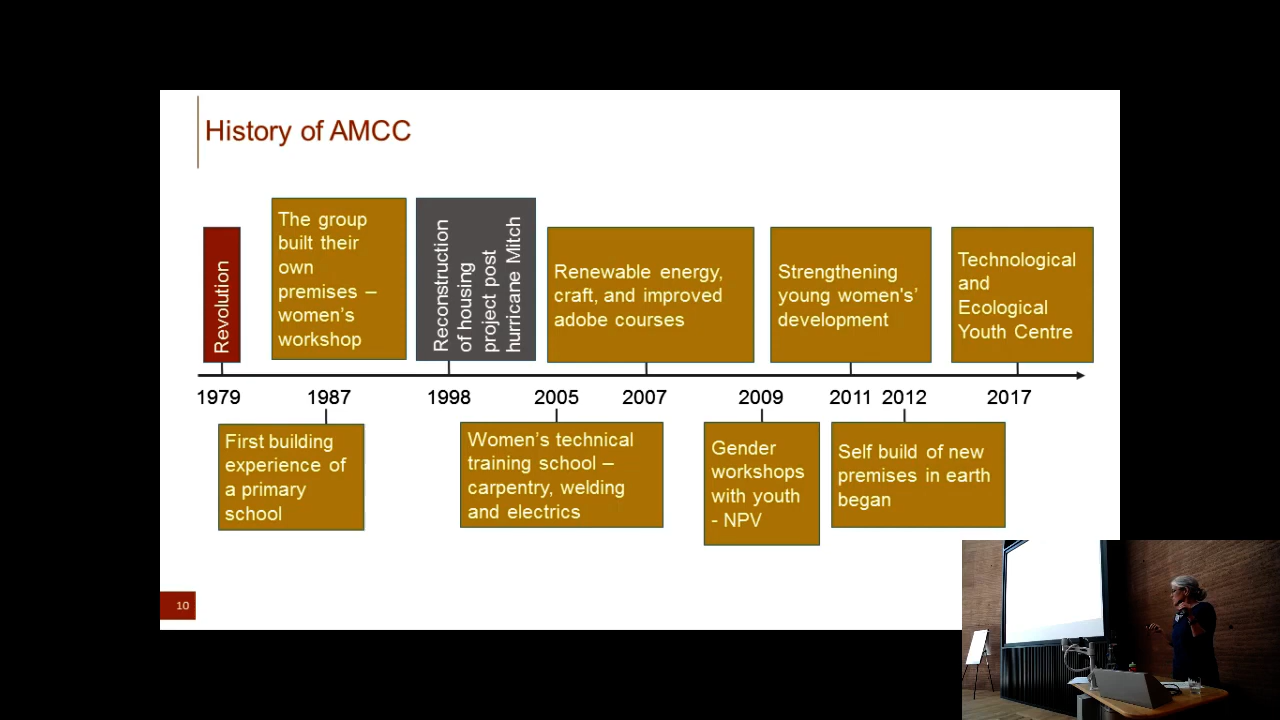 History of AMCC
Revolution
The group
built their
own
premises –
women's
workshop
Reconstruction
of housing
project post
hurricane Mitch
Renewable energy,
craft, and improved
adobe courses
Strengthening
young women's'
development
Technological
and
Ecological
Youth Centre
1979
1987
1998
2005
2007
2009
2011
2012
2017
First building
experience of
a primary
school
Women's technical
training school –
carpentry, welding
and electrics
Gender
workshops
with youth
- NPV
Self build of new
premises in earth
began
10